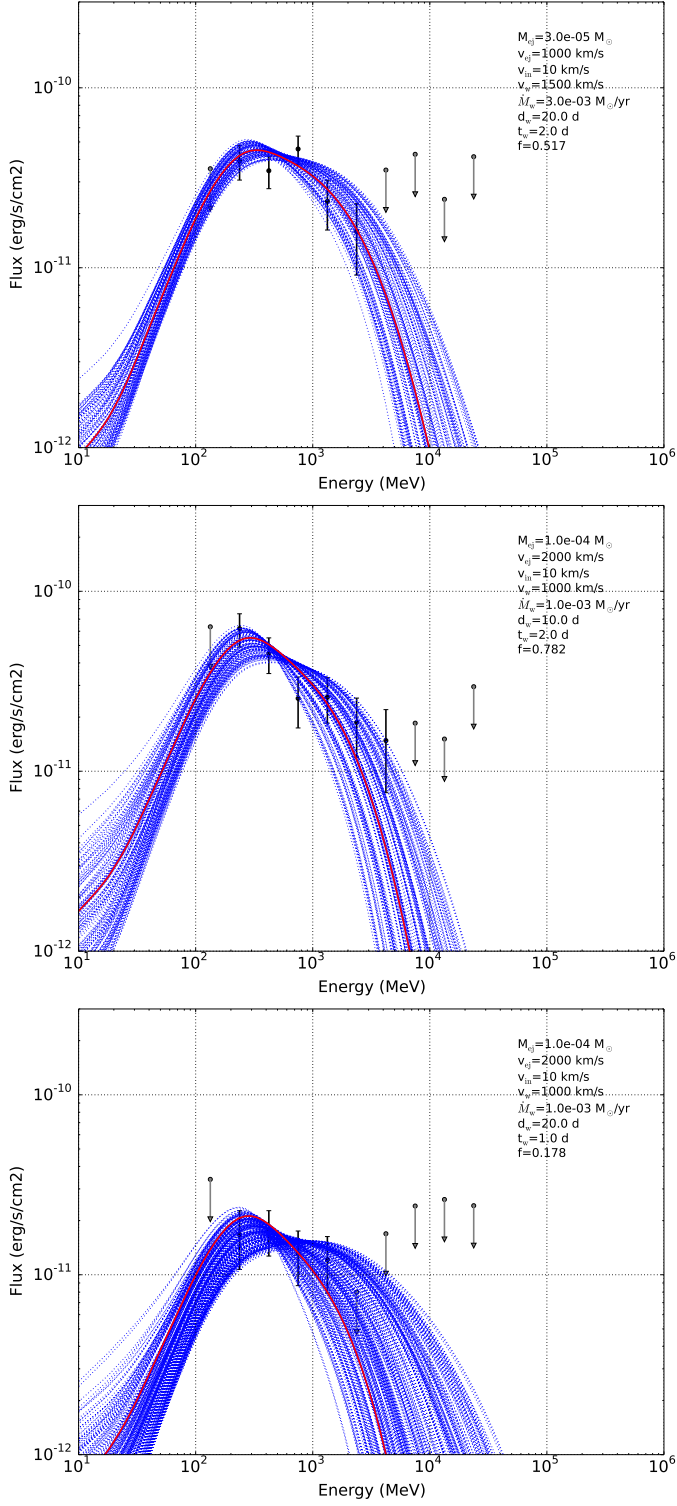 M_ej=3.0e-05 M_☉
v_ej=1000 km/s
v_in=10 km/s
v_w=1500 km/s
Ṁ_w=3.0e-03 M_☉/yr
d_w=20.0 d
t_w=2.0 d
f=0.517
10^-10
10^-11
10^-12
Flux (erg/s/cm2)
10^1 10^2 10^3 10^4 10^5 10^6
Energy (MeV)
M_ej=1.0e-04 M_☉
v_ej=2000 km/s
v_in=10 km/s
v_w=1000 km/s
Ṁ_w=1.0e-03 M_☉/yr
d_w=10.0 d
t_w=2.0 d
f=0.782
10^-10
10^-11
10^-12
Flux (erg/s/cm2)
10^1 10^2 10^3 10^4 10^5 10^6
Energy (MeV)
M_ej=1.0e-04 M_☉
v_ej=2000 km/s
v_in=10 km/s
v_w=1000 km/s
Ṁ_w=1.0e-03 M_☉/yr
d_w=20.0 d
t_w=1.0 d
f=0.178
10^-10
10^-11
10^-12
Flux (erg/s/cm2)
10^1 10^2 10^3 10^4 10^5 10^6
Energy (MeV)